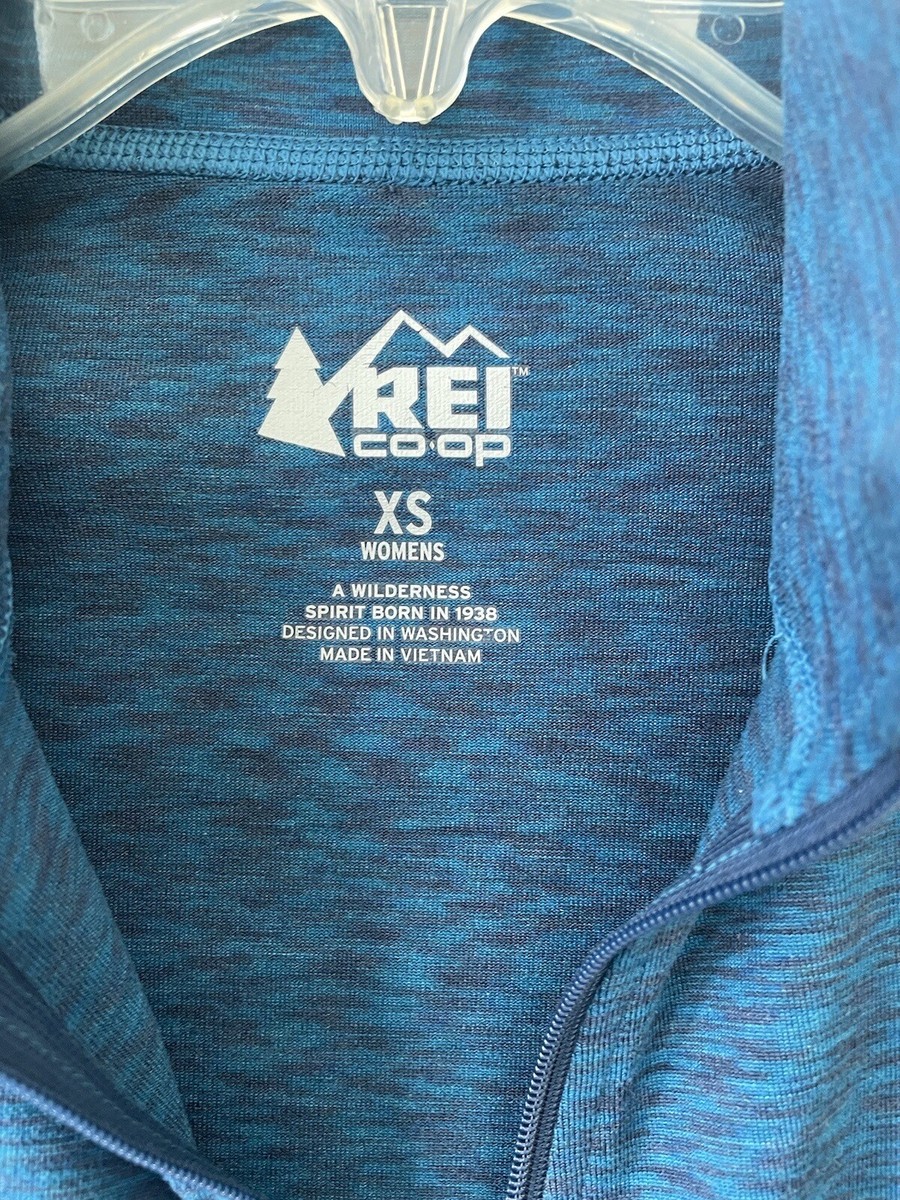 REI™
CO·OP
XS
WOMENS
A WILDERNESS
SPIRIT BORN IN 1938
DESIGNED IN WASHINGTON
MADE IN VIETNAM